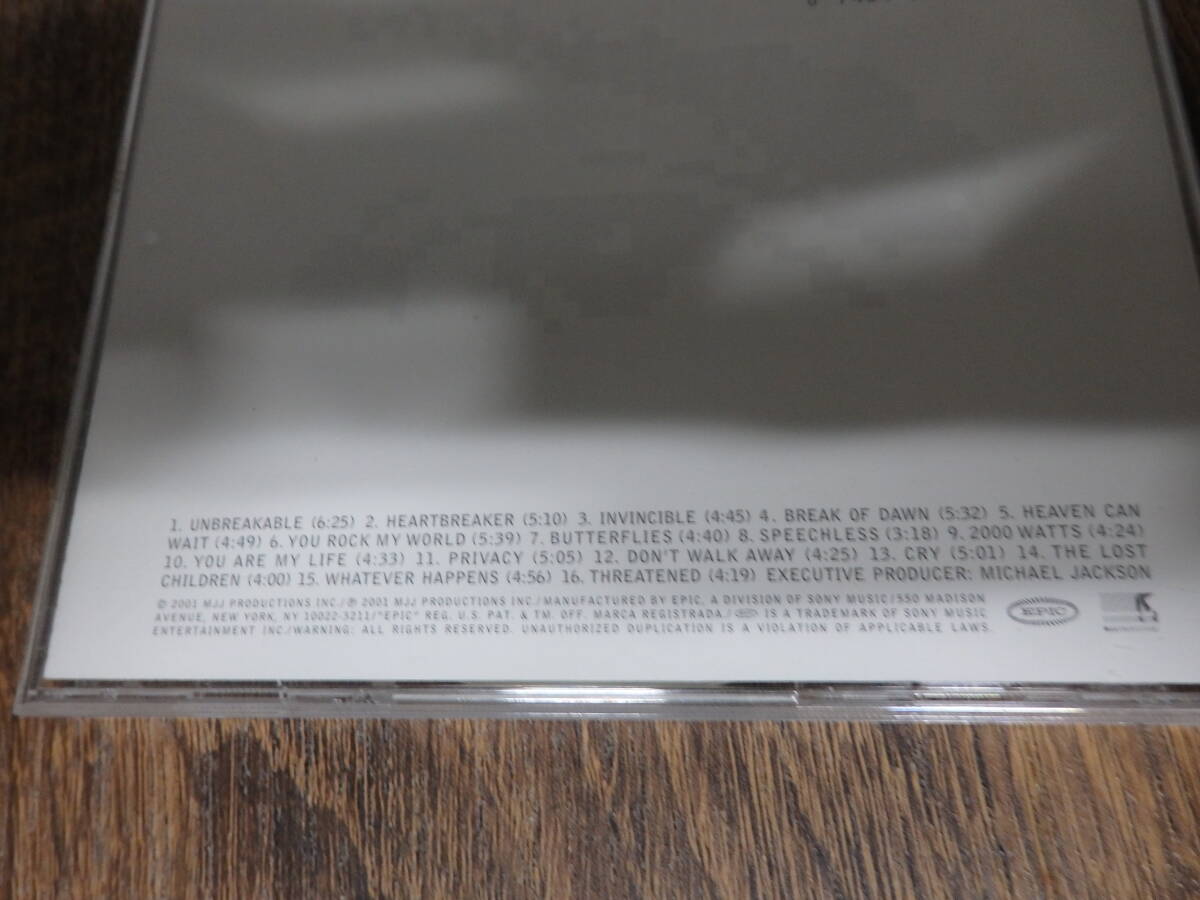 1. UNBREAKABLE (6:25) 2. HEARTBREAKER (5:10) 3. INVINCIBLE (4:45) 4. BREAK OF DAWN (5:32) 5. HEAVEN CAN
WAIT (4:49) 6. YOU ROCK MY WORLD (5:39) 7. BUTTERFLIES (4:40) 8. SPEECHLESS (3:18) 9. 2000 WATTS (4:24)
10. YOU ARE MY LIFE (4:33) 11. PRIVACY (5:05) 12. DON'T WALK AWAY (4:25) 13. CRY (5:01) 14. THE LOST
CHILDREN (4:00) 15. WHATEVER HAPPENS (4:56) 16. THREATENED (4:19) EXECUTIVE PRODUCER: MICHAEL JACKSON
© 2001 MJJ PRODUCTIONS INC./℗ 2001 MJJ PRODUCTIONS INC./MANUFACTURED BY EPIC, A DIVISION OF SONY MUSIC/550 MADISON
AVENUE, NEW YORK, NY 10022-3211/"EPIC" REG. U.S. PAT. & TM. OFF. MARCA REGISTRADA./ EPIC IS A TRADEMARK OF SONY MUSIC
ENTERTAINMENT INC./WARNING: ALL RIGHTS RESERVED. UNAUTHORIZED DUPLICATION IS A VIOLATION OF APPLICABLE LAWS.
EPIC